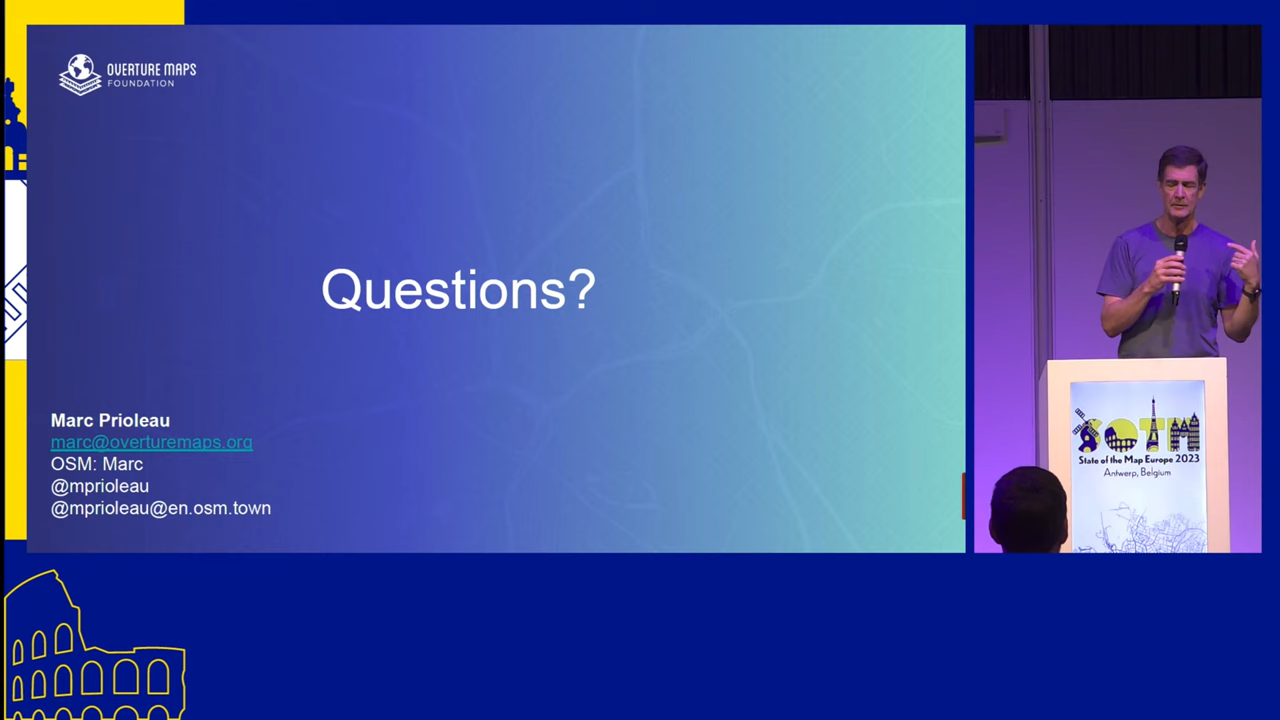 OVERTURE MAPS
FOUNDATION
Questions?
Marc Prioleau
marc@overturemaps.org
OSM: Marc
@mprioleau
@mprioleau@en.osm.town
SOTM
State of the Map Europe 2023
Antwerp, Belgium